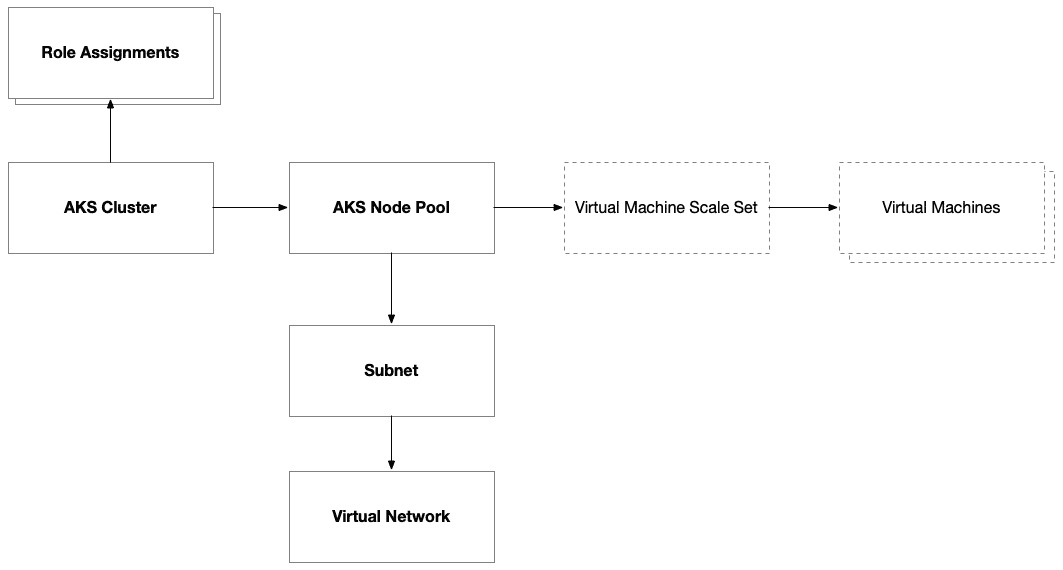 Role Assignments
AKS Cluster
AKS Node Pool
Virtual Machine Scale Set
Virtual Machines
Subnet
Virtual Network